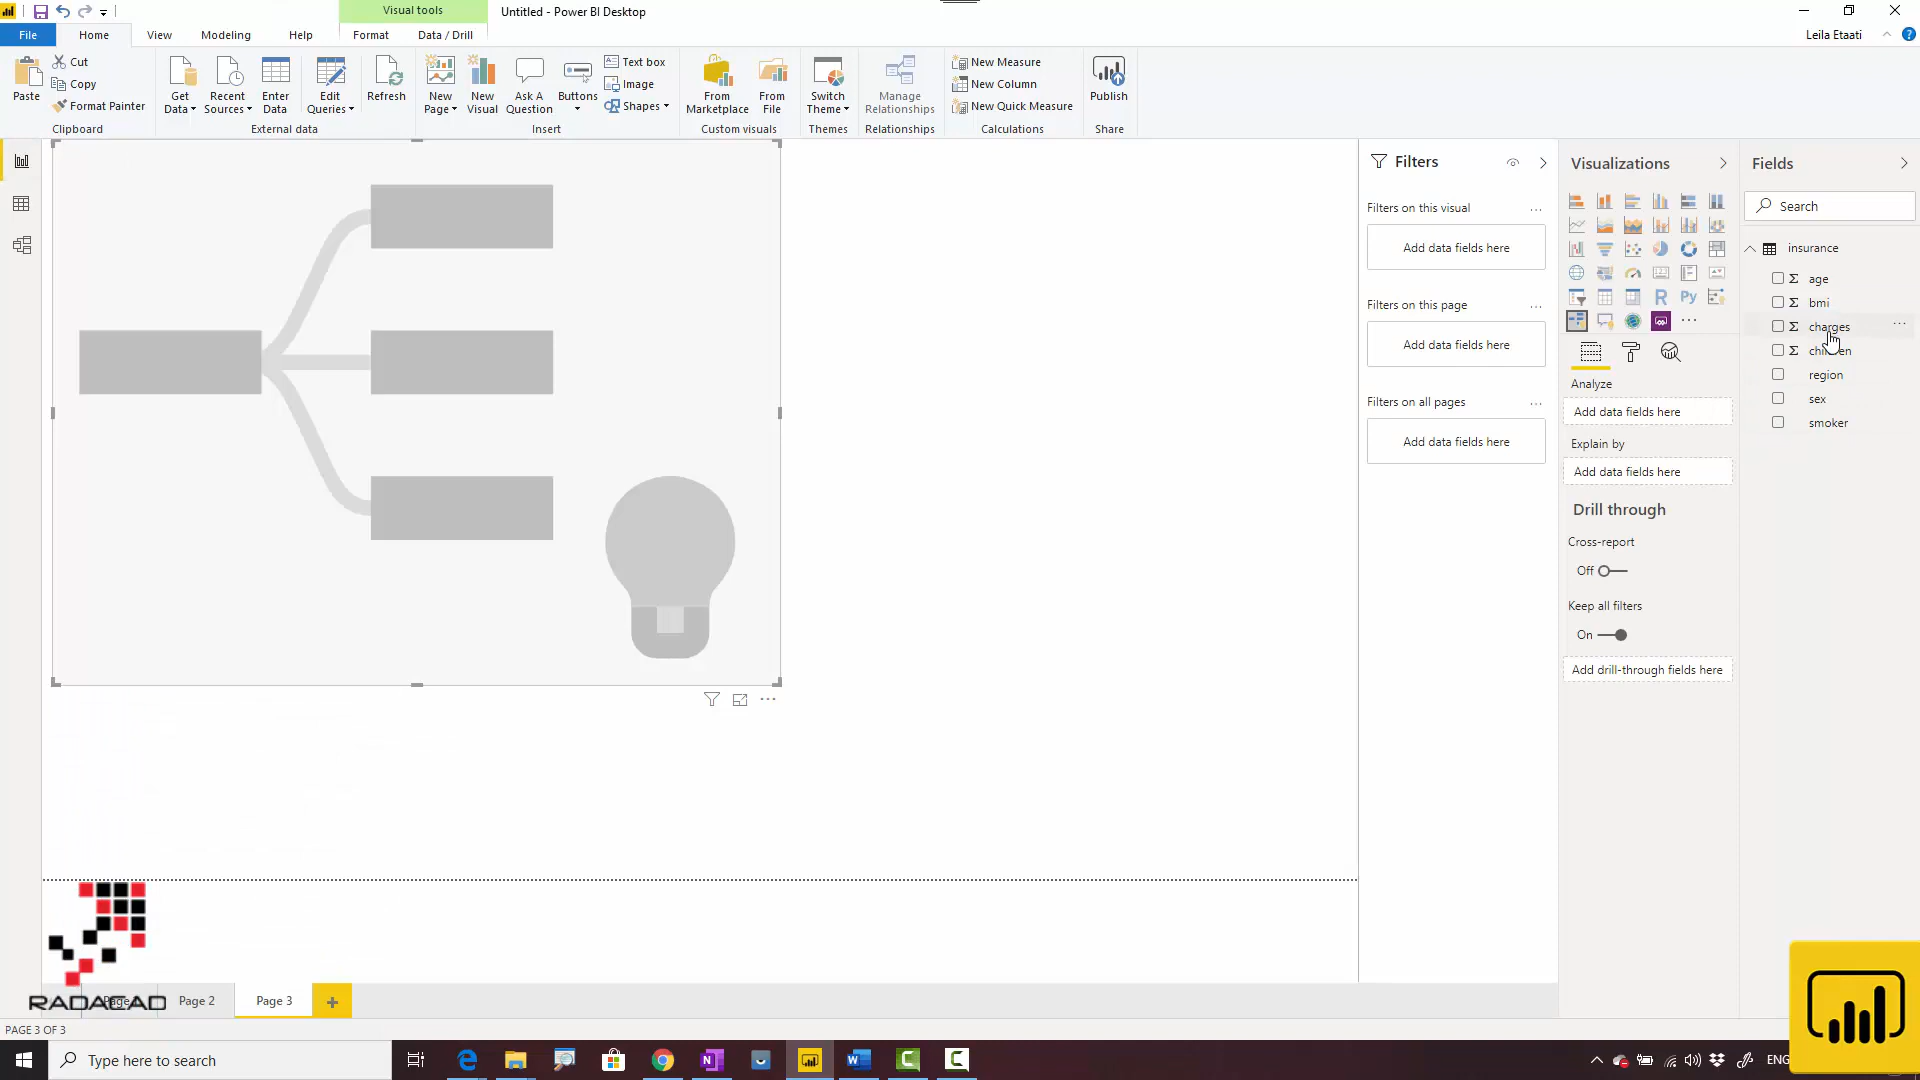 Visual tools
Untitled - Power BI Desktop
File
Home
View
Modeling
Help
Format
Data / Drill
Leila Etaati
Paste
Cut
Copy
Format Painter
Clipboard
Get Data
Recent Sources
Enter Data
Edit Queries
Refresh
External data
New Page
New Visual
Ask A Question
Buttons
Text box
Image
Shapes
Insert
From Marketplace
From File
Custom visuals
Switch Theme
Themes
Manage Relationships
Relationships
New Measure
New Column
New Quick Measure
Calculations
Publish
Share
Filters
Filters on this visual
Add data fields here
Filters on this page
Add data fields here
Filters on all pages
Add data fields here
Visualizations
R
Py
Analyze
Add data fields here
Explain by
Add data fields here
Drill through
Cross-report
Off
Keep all filters
On
Add drill-through fields here
Fields
Search
insurance
age
bmi
charges
children
region
sex
smoker
RADACAD
Page 2
Page 3
PAGE 3 OF 3
Type here to search
ENG